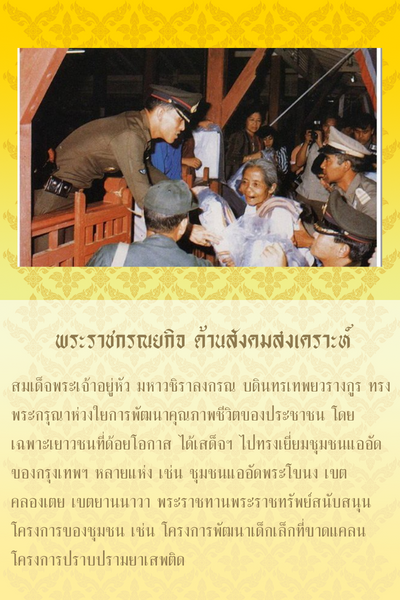 พระราชกรณยกิจ ด้านสังคมสงเคราะห์
สมเด็จพระเจ้าอยู่หัว มหาวชิราลงกรณ บดินทรเทพยวรางกูร ทรง
พระกรุณาห่วงใยการพัฒนาคุณภาพชีวิตของประชาชน โดย
เฉพาะเยาวชนที่ด้อยโอกาส ได้เสด็จฯ ไปทรงเยี่ยมชุมชนแออัด
ของกรุงเทพฯ หลายแห่ง เช่น ชุมชนแออัดพระโขนง เขต
คลองเตย เขตยานนาวา พระราชทานพระราชทรัพย์สนับสนุน
โครงการของชุมชน เช่น โครงการพัฒนาเด็กเล็กที่ขาดแคลน
โครงการปราบปรามยาเสพติด